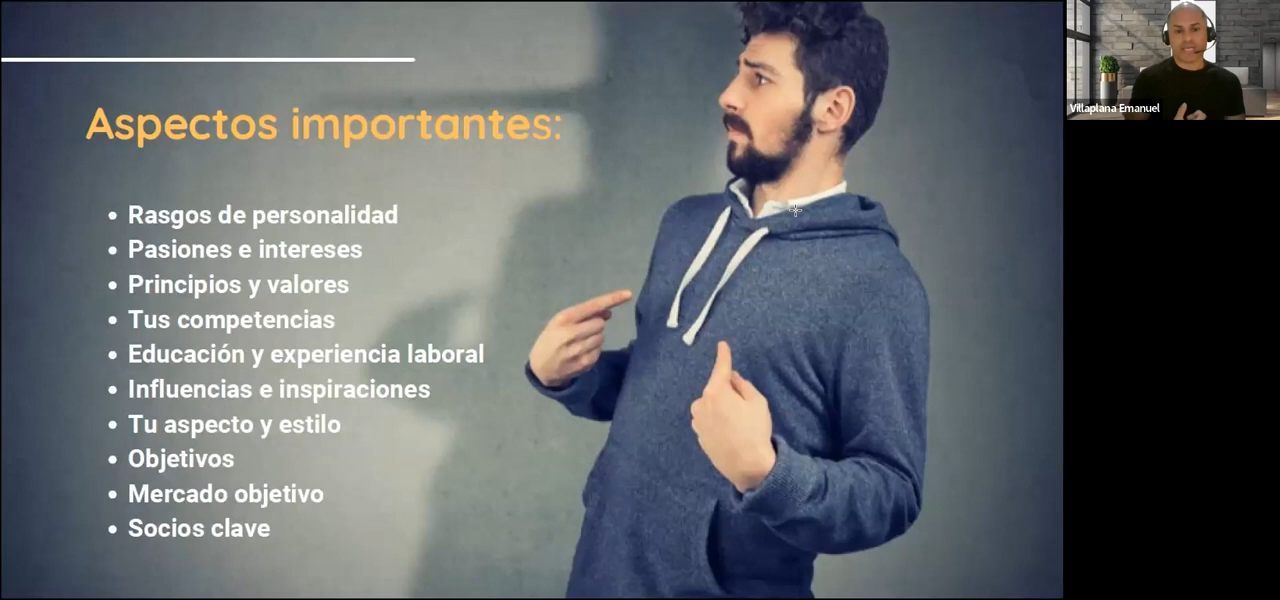 Aspectos importantes:
Rasgos de personalidad
Pasiones e intereses
Principios y valores
Tus competencias
Educación y experiencia laboral
Influencias e inspiraciones
Tu aspecto y estilo
Objetivos
Mercado objetivo
Socios clave
Villaplana Emanuel